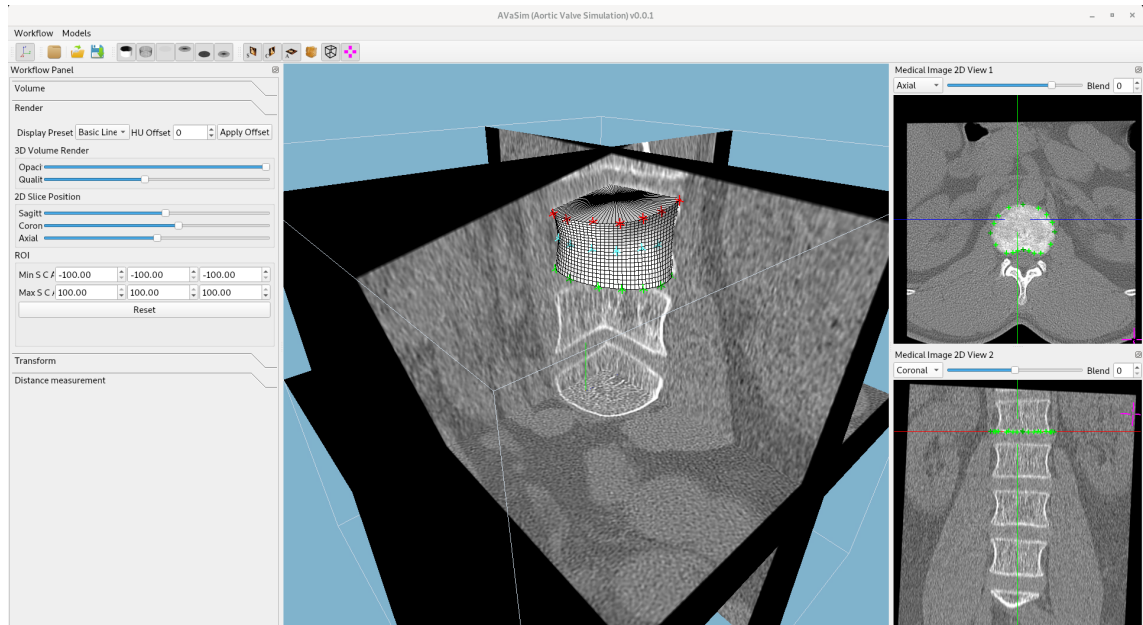 AVaSim (Aortic Valve Simulation) v0.0.1
Workflow Models
Workflow Panel
Volume
Render
Display Preset Basic Line HU Offset 0 Apply Offset
3D Volume Render
Opaci
Qualit
2D Slice Position
Sagitt
Coron
Axial
ROI
Min S C A -100.00 -100.00 -100.00
Max S C A 100.00 100.00 100.00
Reset
Transform
Distance measurement
Medical Image 2D View 1
Axial Blend 0
Medical Image 2D View 2
Coronal Blend 0